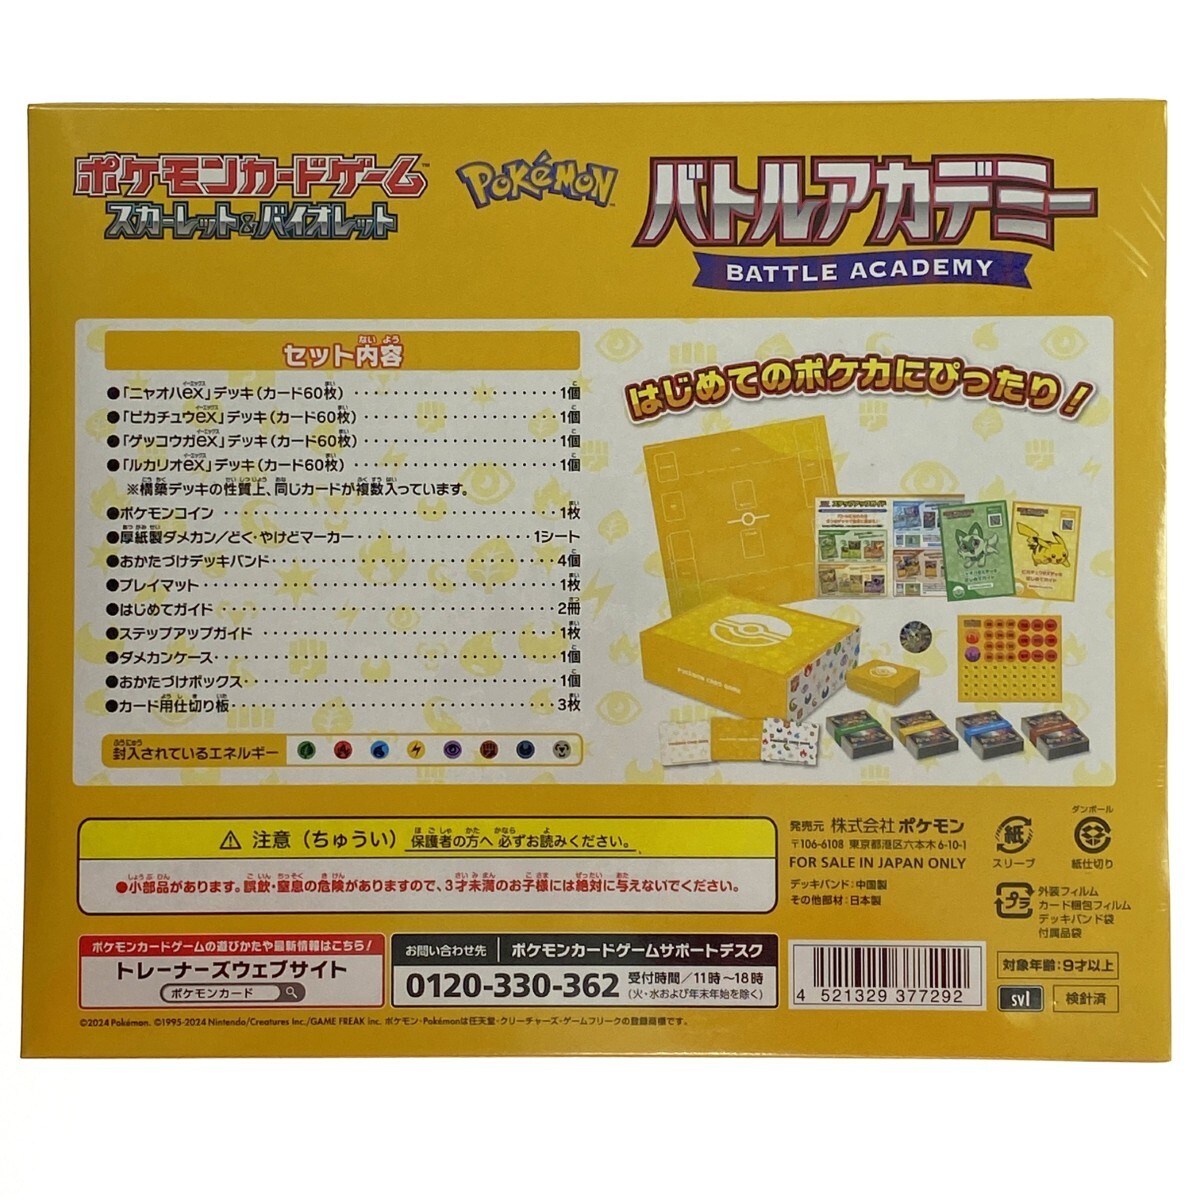 ポケモンカードゲーム™
スカーレット&バイオレット
POKéMON™
バトルアカデミー
BATTLE ACADEMY
セット内容
●「ニャオハex」デッキ(カード60枚)・・・1個
●「ピカチュウex」デッキ(カード60枚)・・・1個
●「ゲッコウガex」デッキ(カード60枚)・・・1個
●「ルカリオex」デッキ(カード60枚)・・・1個
※構築デッキの性質上、同じカードが複数入っています。
●ポケモンコイン・・・1枚
●厚紙製ダメカン/どく・やけどマーカー・・・1シート
●おかたづけデッキバンド・・・4個
●プレイマット・・・1枚
●はじめてガイド・・・2冊
●ステップアップガイド・・・1枚
●ダメカンケース・・・1個
●おかたづけボックス・・・1個
●カード用仕切り板・・・3枚
封入されているエネルギー
はじめてのポケカにぴったり!
ステップアップガイド
POKÉMON CARD GAME
⚠ 注意(ちゅうい) 保護者の方へ 必ずお読みください。
●小部品があります。誤飲・窒息の危険がありますので、3才未満のお子様には絶対に与えないでください。
ポケモンカードゲームの遊びかたや最新情報はこちら!
トレーナーズウェブサイト
ポケモンカード
お問い合わせ先 ポケモンカードゲームサポートデスク
0120-330-362 受付時間/11時~18時
(火・水および年末年始を除く)
©2024 Pokémon. ©1995-2024 Nintendo/Creatures Inc./GAME FREAK inc. ポケモン・Pokémonは任天堂・クリーチャーズ・ゲームフリークの登録商標です。
発売元 株式会社 ポケモン
〒106-6108 東京都港区六本木6-10-1
FOR SALE IN JAPAN ONLY
デッキバンド:中国製
その他部材:日本製
紙
スリーブ
ダンボール
紙仕切り
プラ
外装フィルム
カード梱包フィルム
デッキバンド袋
付属品袋
4 521329 377292
対象年齢:9才以上
svI
検針済